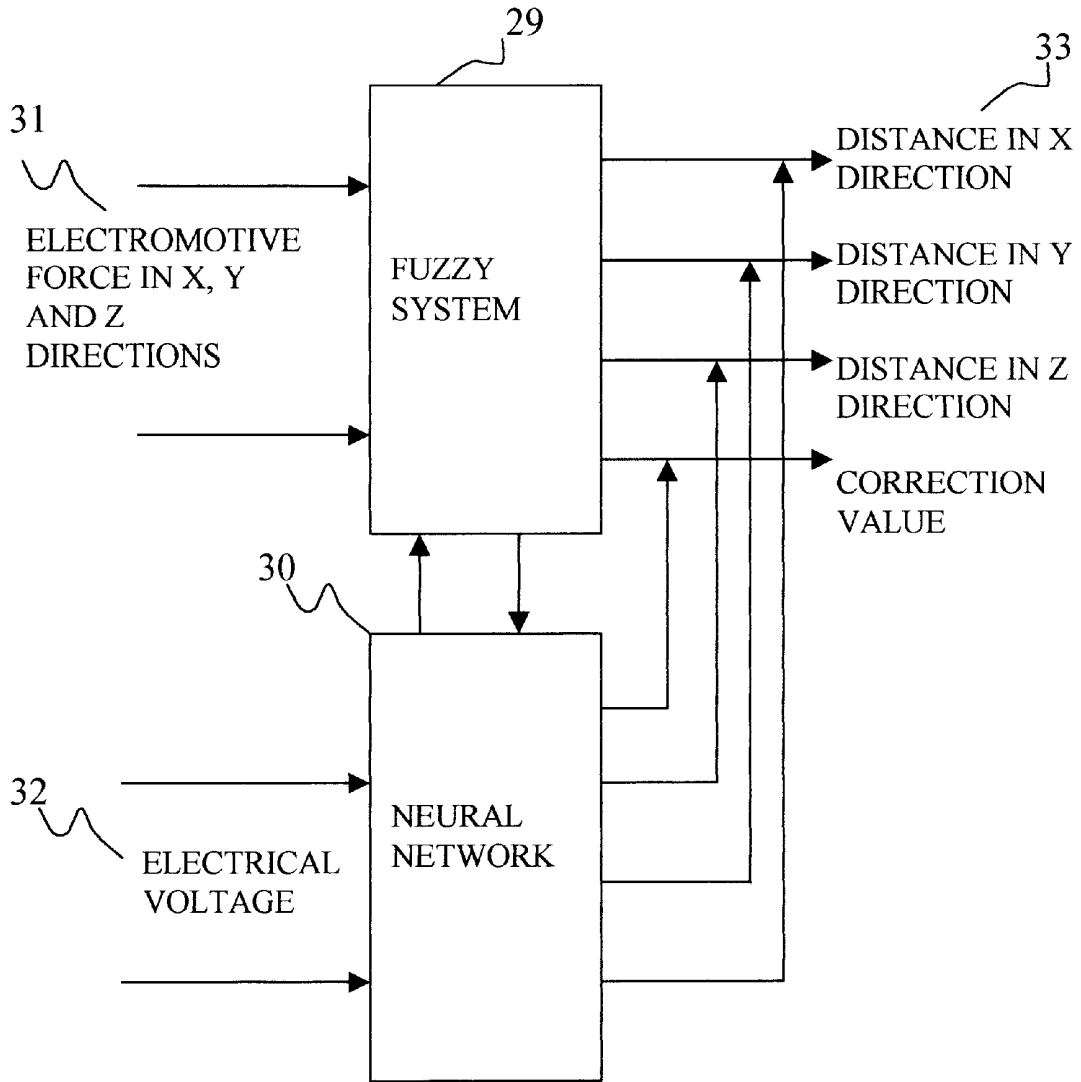 29
33
31
DISTANCE IN X
DIRECTION
ELECTROMOTIVE
FORCE IN X, Y
AND Z
DIRECTIONS
FUZZY
SYSTEM
DISTANCE IN Y
DIRECTION
DISTANCE IN Z
DIRECTION
CORRECTION
VALUE
30
32
ELECTRICAL
VOLTAGE
NEURAL
NETWORK